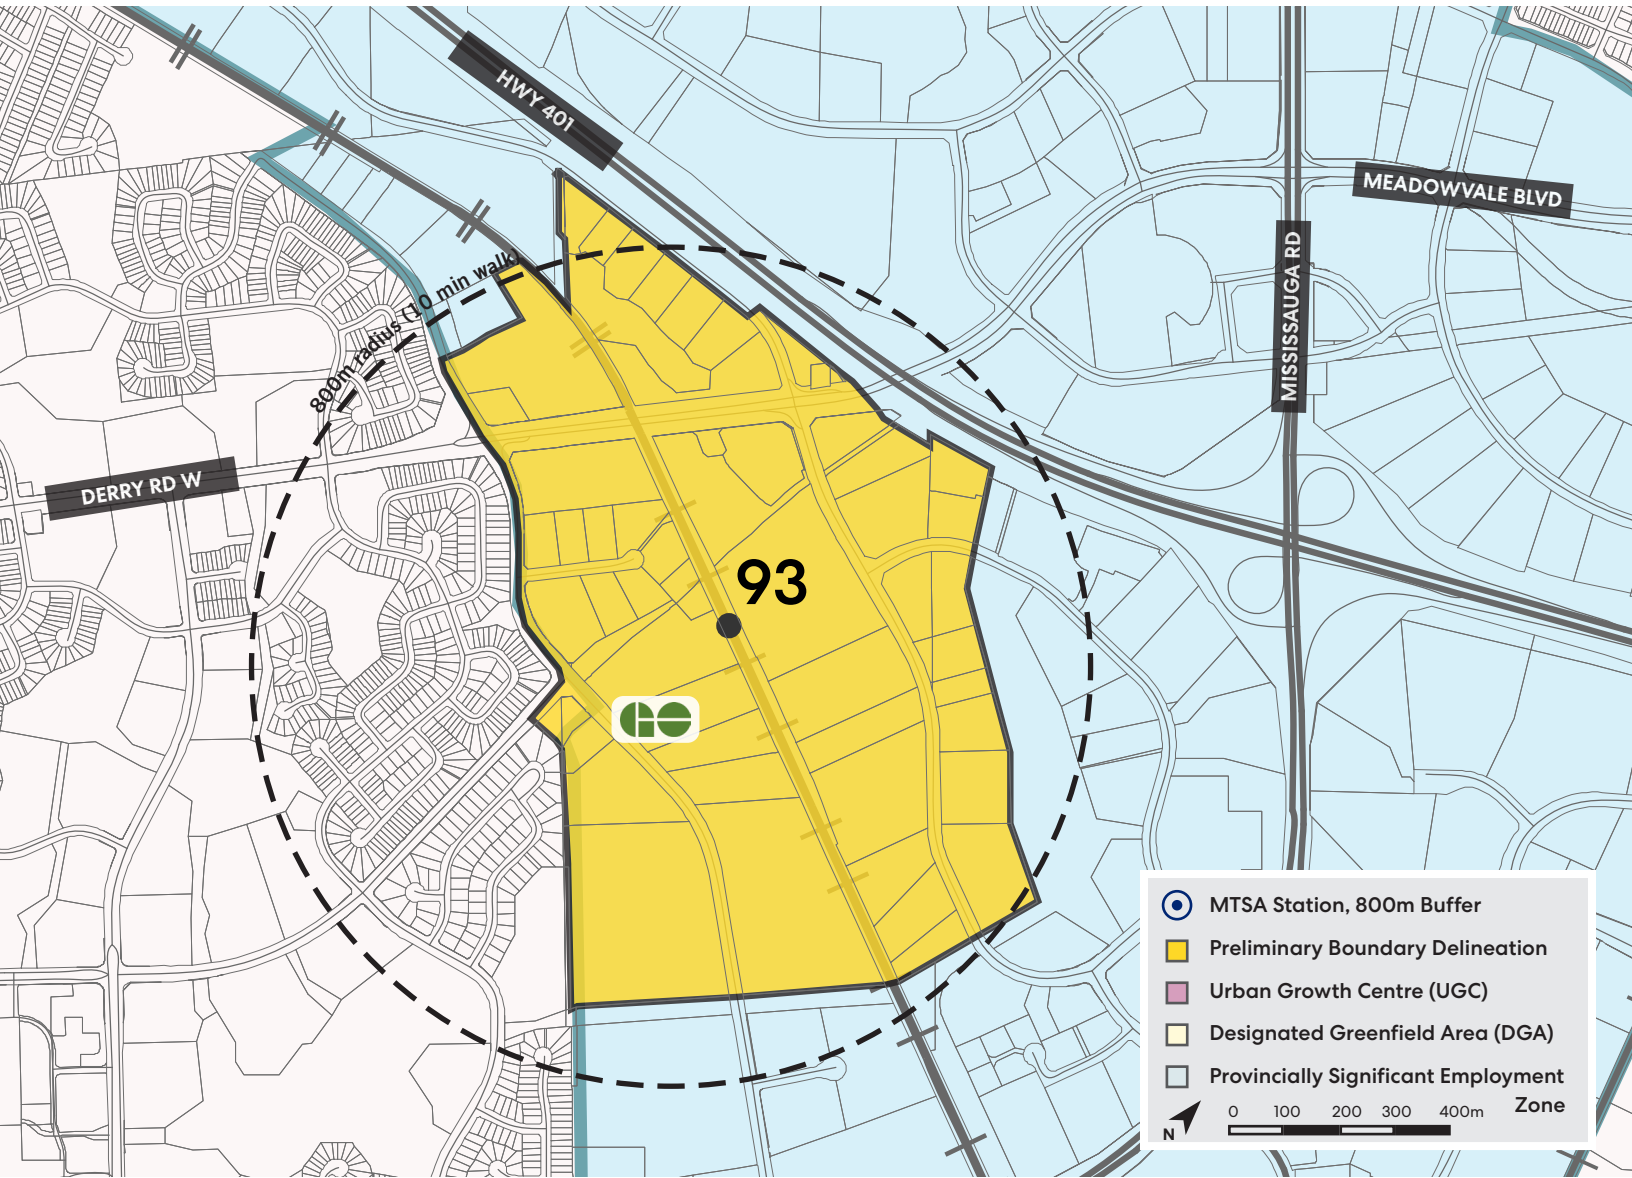 HWY 401
MEADOWVALE BLVD
MISSISSAUGA RD
800m radius (10 min walk)
DERRY RD W
93
GO
MTSA Station, 800m Buffer
Preliminary Boundary Delineation
Urban Growth Centre (UGC)
Designated Greenfield Area (DGA)
Provincially Significant Employment
Zone
N
0 100 200 300 400m